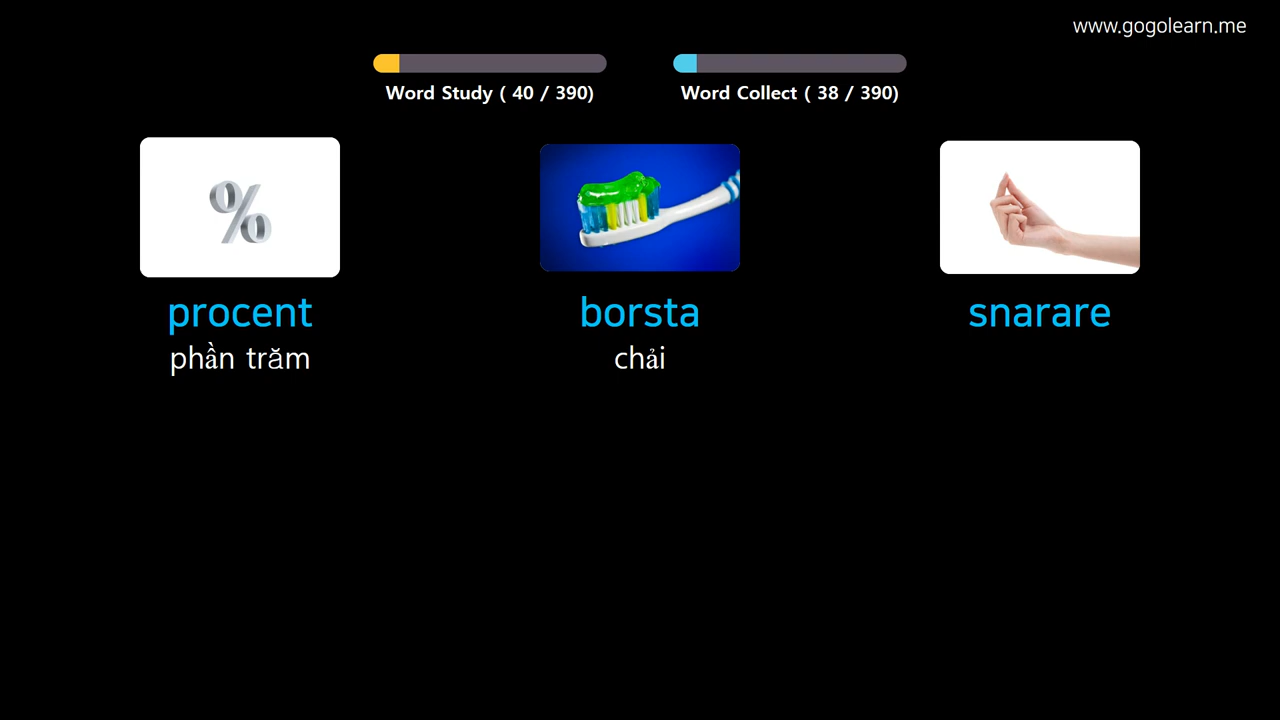 www.gogolearn.me
Word Study ( 40 / 390)
Word Collect ( 38 / 390)
%
procent
borsta
snarare
phần trăm
chải